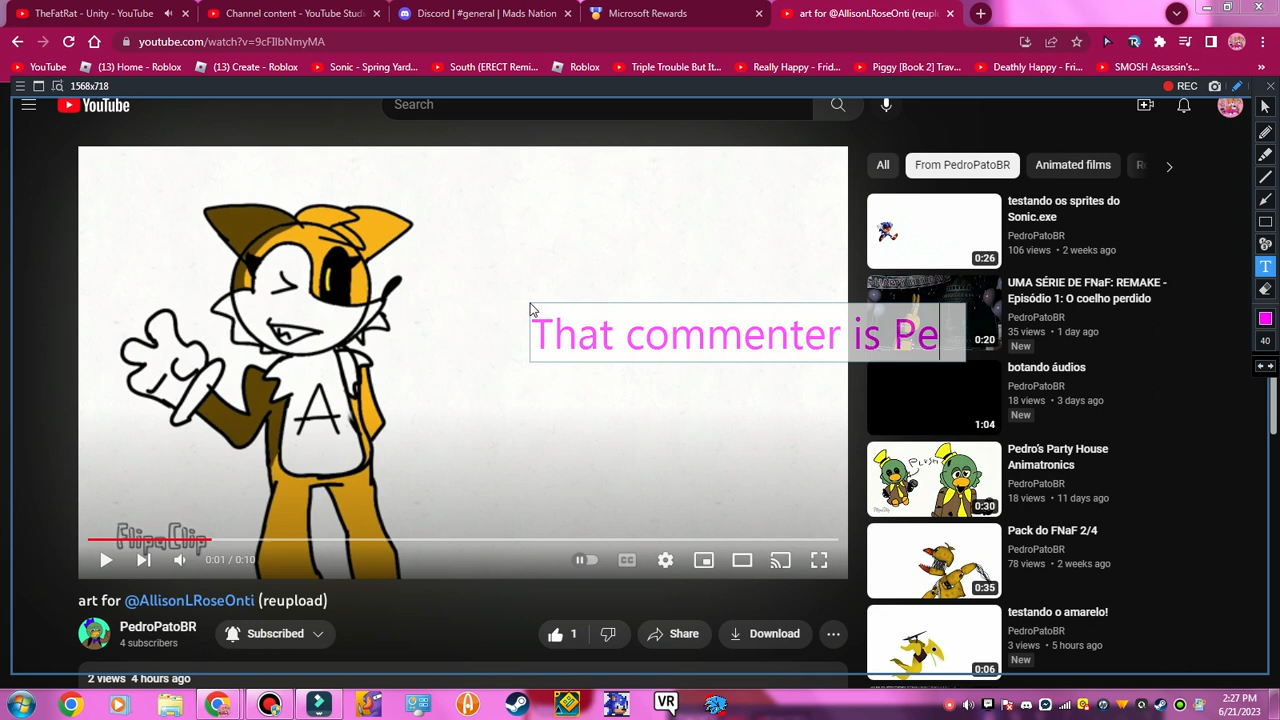 TheFatRat - Unity - YouTube
Channel content - YouTube Studi
Discord | #general | Mads Nation
Microsoft Rewards
art for @AllisonLRoseOnti (reupl
youtube.com/watch?v=9cFIlbNmyMA
YouTube
(13) Home - Roblox
(13) Create - Roblox
Sonic - Spring Yard...
South (ERECT Remi...
Roblox
Triple Trouble But It...
Really Happy - Frid...
Piggy [Book 2] Trav...
Deathly Happy - Fri...
SMOSH Assassin's...
»
1568x718
REC
YouTube
Search
All
From PedroPatoBR
Animated films
testando os sprites do
Sonic.exe
PedroPatoBR
106 views • 2 weeks ago
0:26
UMA SÉRIE DE FNaF: REMAKE -
Episódio 1: O coelho perdido
PedroPatoBR
35 views • 1 day ago
New
0:20
That commenter is Pe
T
40
botando áudios
PedroPatoBR
18 views • 3 days ago
New
1:04
A
Pedro's Party House
Animatronics
PedroPatoBR
18 views • 11 days ago
0:30
Pack do FNaF 2/4
PedroPatoBR
78 views • 2 weeks ago
0:35
FlipaClip
0:01 / 0:10
CC
art for @AllisonLRoseOnti (reupload)
PedroPatoBR
4 subscribers
Subscribed
1
Share
Download
testando o amarelo!
PedroPatoBR
3 views • 5 hours ago
New
0:06
2 views 4 hours ago
VR
2:27 PM
6/21/2023